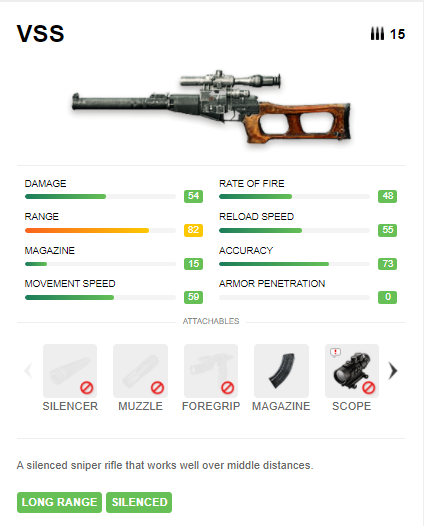 VSS 15
DAMAGE 54 RATE OF FIRE 48
RANGE 82 RELOAD SPEED 55
MAGAZINE 15 ACCURACY 73
MOVEMENT SPEED 59 ARMOR PENETRATION 0
ATTACHABLES
SILENCER MUZZLE FOREGRIP MAGAZINE SCOPE
A silenced sniper rifle that works well over middle distances.
LONG RANGE SILENCED